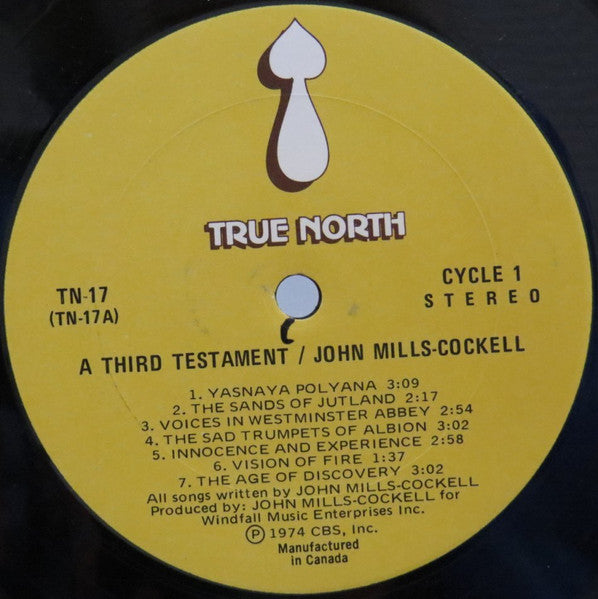 TRUE NORTH
TN-17
(TN-17A)
CYCLE 1
STEREO
A THIRD TESTAMENT / JOHN MILLS-COCKELL
1. YASNAYA POLYANA 3:09
2. THE SANDS OF JUTLAND 2:17
3. VOICES IN WESTMINSTER ABBEY 2:54
4. THE SAD TRUMPETS OF ALBION 3:02
5. INNOCENCE AND EXPERIENCE 2:58
6. VISION OF FIRE 1:37
7. THE AGE OF DISCOVERY 3:02
All songs written by JOHN MILLS-COCKELL
Produced by: JOHN MILLS-COCKELL for
Windfall Music Enterprises Inc.
Ⓟ 1974 CBS, Inc.
Manufactured
in Canada